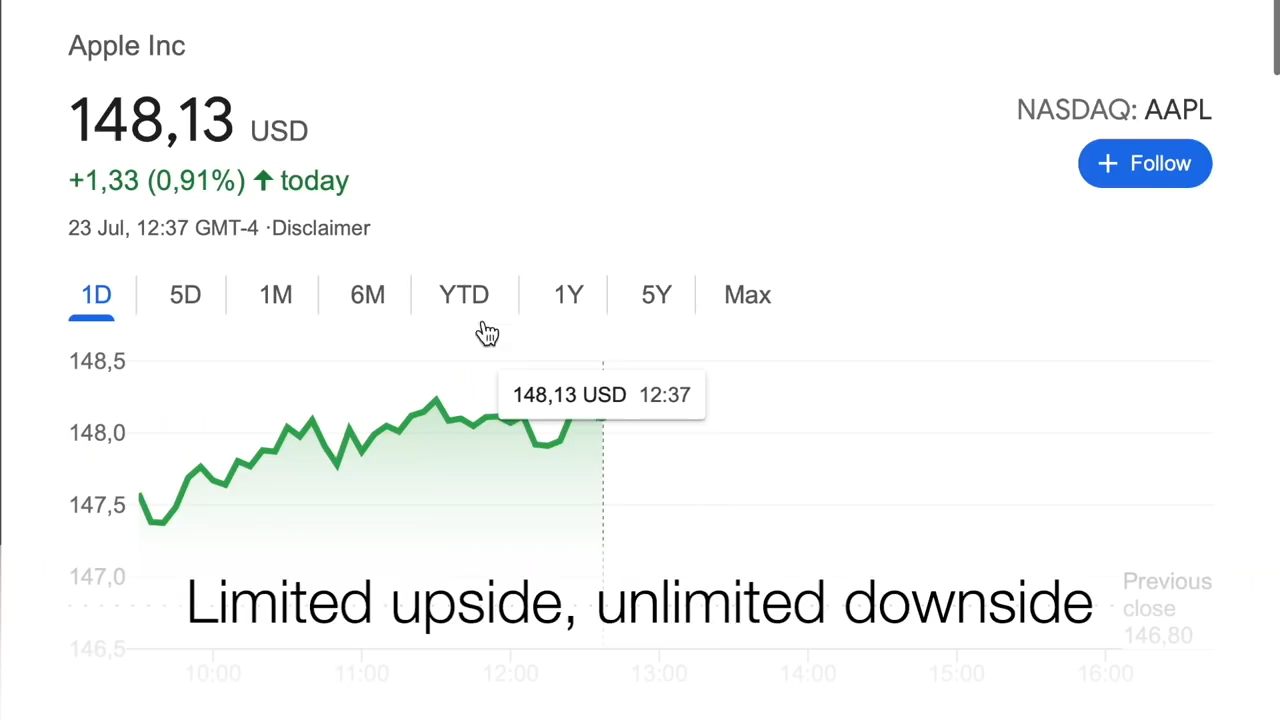 Apple Inc
148,13 USD
NASDAQ: AAPL
+ Follow
+1,33 (0,91%) ↑ today
23 Jul, 12:37 GMT-4 ·Disclaimer
1D 5D 1M 6M YTD 1Y 5Y Max
148,5
148,13 USD 12:37
148,0
147,5
147,0
Previous
close
146,80
Limited upside, unlimited downside
146,5
10:00 11:00 12:00 13:00 14:00 15:00 16:00